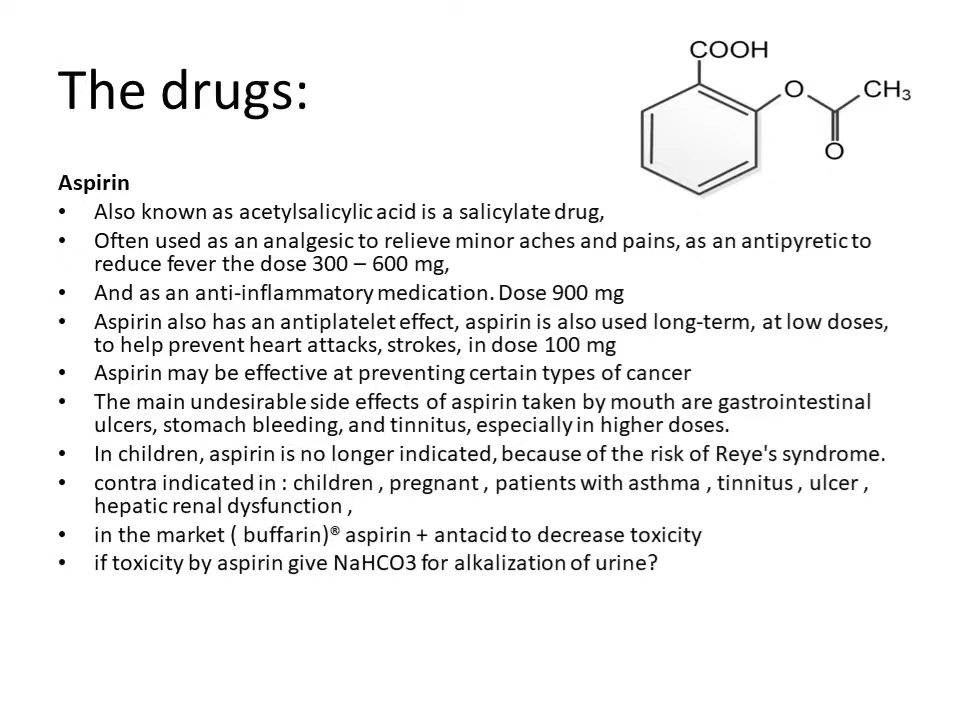 The drugs:
COOH
O
CH3
O
Aspirin
• Also known as acetylsalicylic acid is a salicylate drug,
• Often used as an analgesic to relieve minor aches and pains, as an antipyretic to
reduce fever the dose 300 – 600 mg,
• And as an anti-inflammatory medication. Dose 900 mg
• Aspirin also has an antiplatelet effect, aspirin is also used long-term, at low doses,
to help prevent heart attacks, strokes, in dose 100 mg
• Aspirin may be effective at preventing certain types of cancer
• The main undesirable side effects of aspirin taken by mouth are gastrointestinal
ulcers, stomach bleeding, and tinnitus, especially in higher doses.
• In children, aspirin is no longer indicated, because of the risk of Reye's syndrome.
• contra indicated in : children , pregnant , patients with asthma , tinnitus , ulcer ,
hepatic renal dysfunction ,
• in the market ( buffarin)® aspirin + antacid to decrease toxicity
• if toxicity by aspirin give NaHCO3 for alkalization of urine?